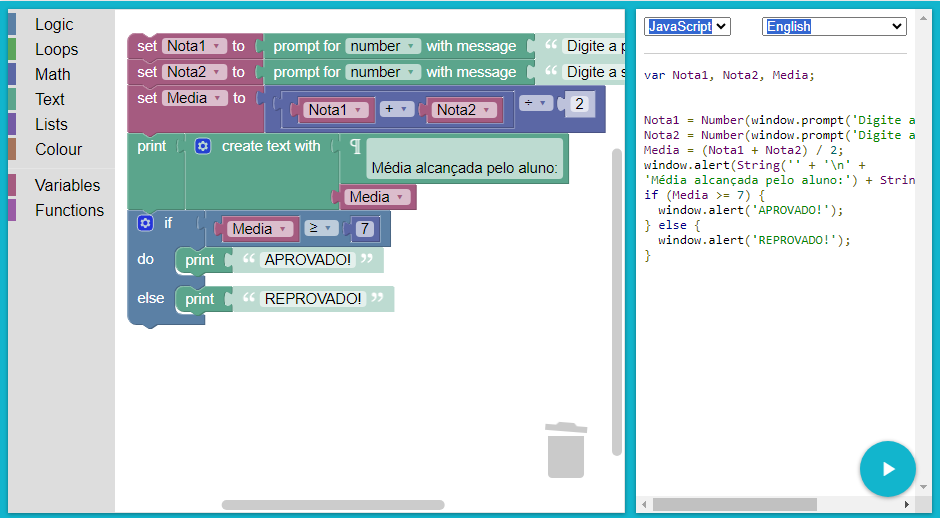 Logic
Loops
Math
Text
Lists
Colour
Variables
Functions
set Nota1 to prompt for number with message “ Digite a p
set Nota2 to prompt for number with message “ Digite a s
set Media to Nota1 + Nota2 ÷ 2
print create text with ¶
Média alcançada pelo aluno:
Media
if Media ≥ 7
do print “ APROVADO! ”
else print “ REPROVADO! ”
JavaScript English
var Nota1, Nota2, Media;
Nota1 = Number(window.prompt('Digite a
Nota2 = Number(window.prompt('Digite a
Media = (Nota1 + Nota2) / 2;
window.alert(String('' + '\n' +
'Média alcançada pelo aluno:') + Strin
if (Media >= 7) {
  window.alert('APROVADO!');
} else {
  window.alert('REPROVADO!');
}